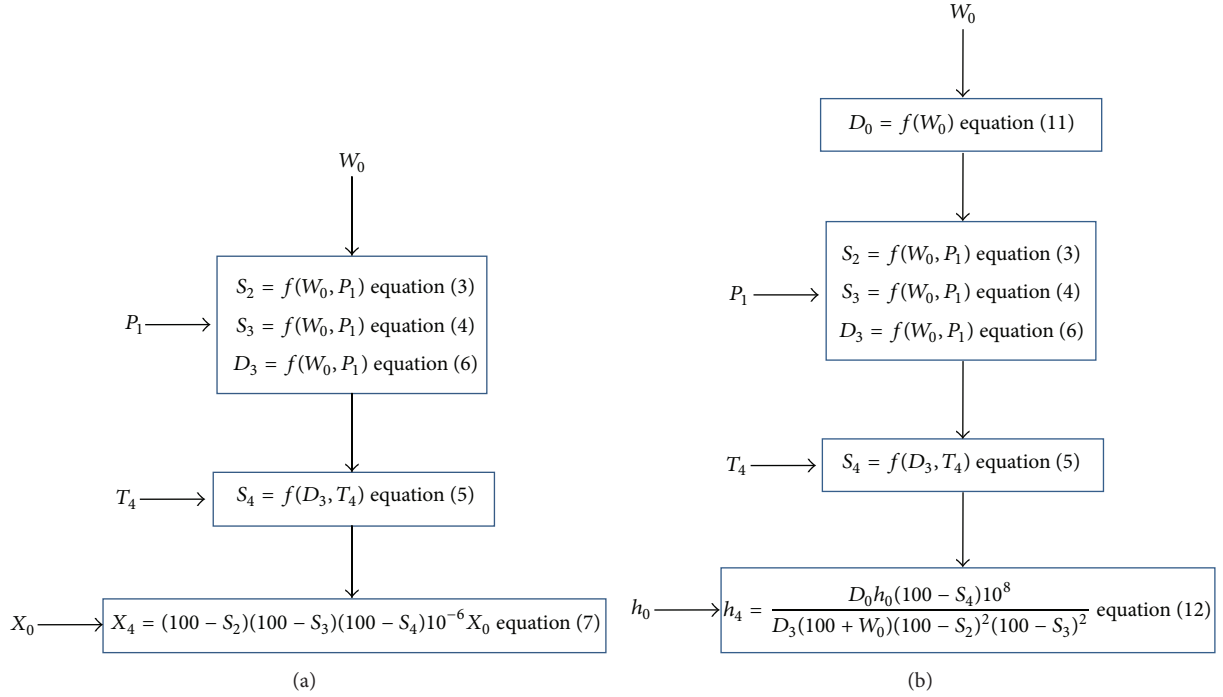 W₀
P₁
S₂ = f(W₀, P₁) equation (3)
S₃ = f(W₀, P₁) equation (4)
D₃ = f(W₀, P₁) equation (6)
T₄
S₄ = f(D₃, T₄) equation (5)
X₀
X₄ = (100 − S₂)(100 − S₃)(100 − S₄)10⁻⁶X₀ equation (7)
(a)
W₀
D₀ = f(W₀) equation (11)
P₁
S₂ = f(W₀, P₁) equation (3)
S₃ = f(W₀, P₁) equation (4)
D₃ = f(W₀, P₁) equation (6)
T₄
S₄ = f(D₃, T₄) equation (5)
h₀
h₄ = D₀h₀(100 − S₄)10⁸ / D₃(100 + W₀)(100 − S₂)²(100 − S₃)² equation (12)
(b)